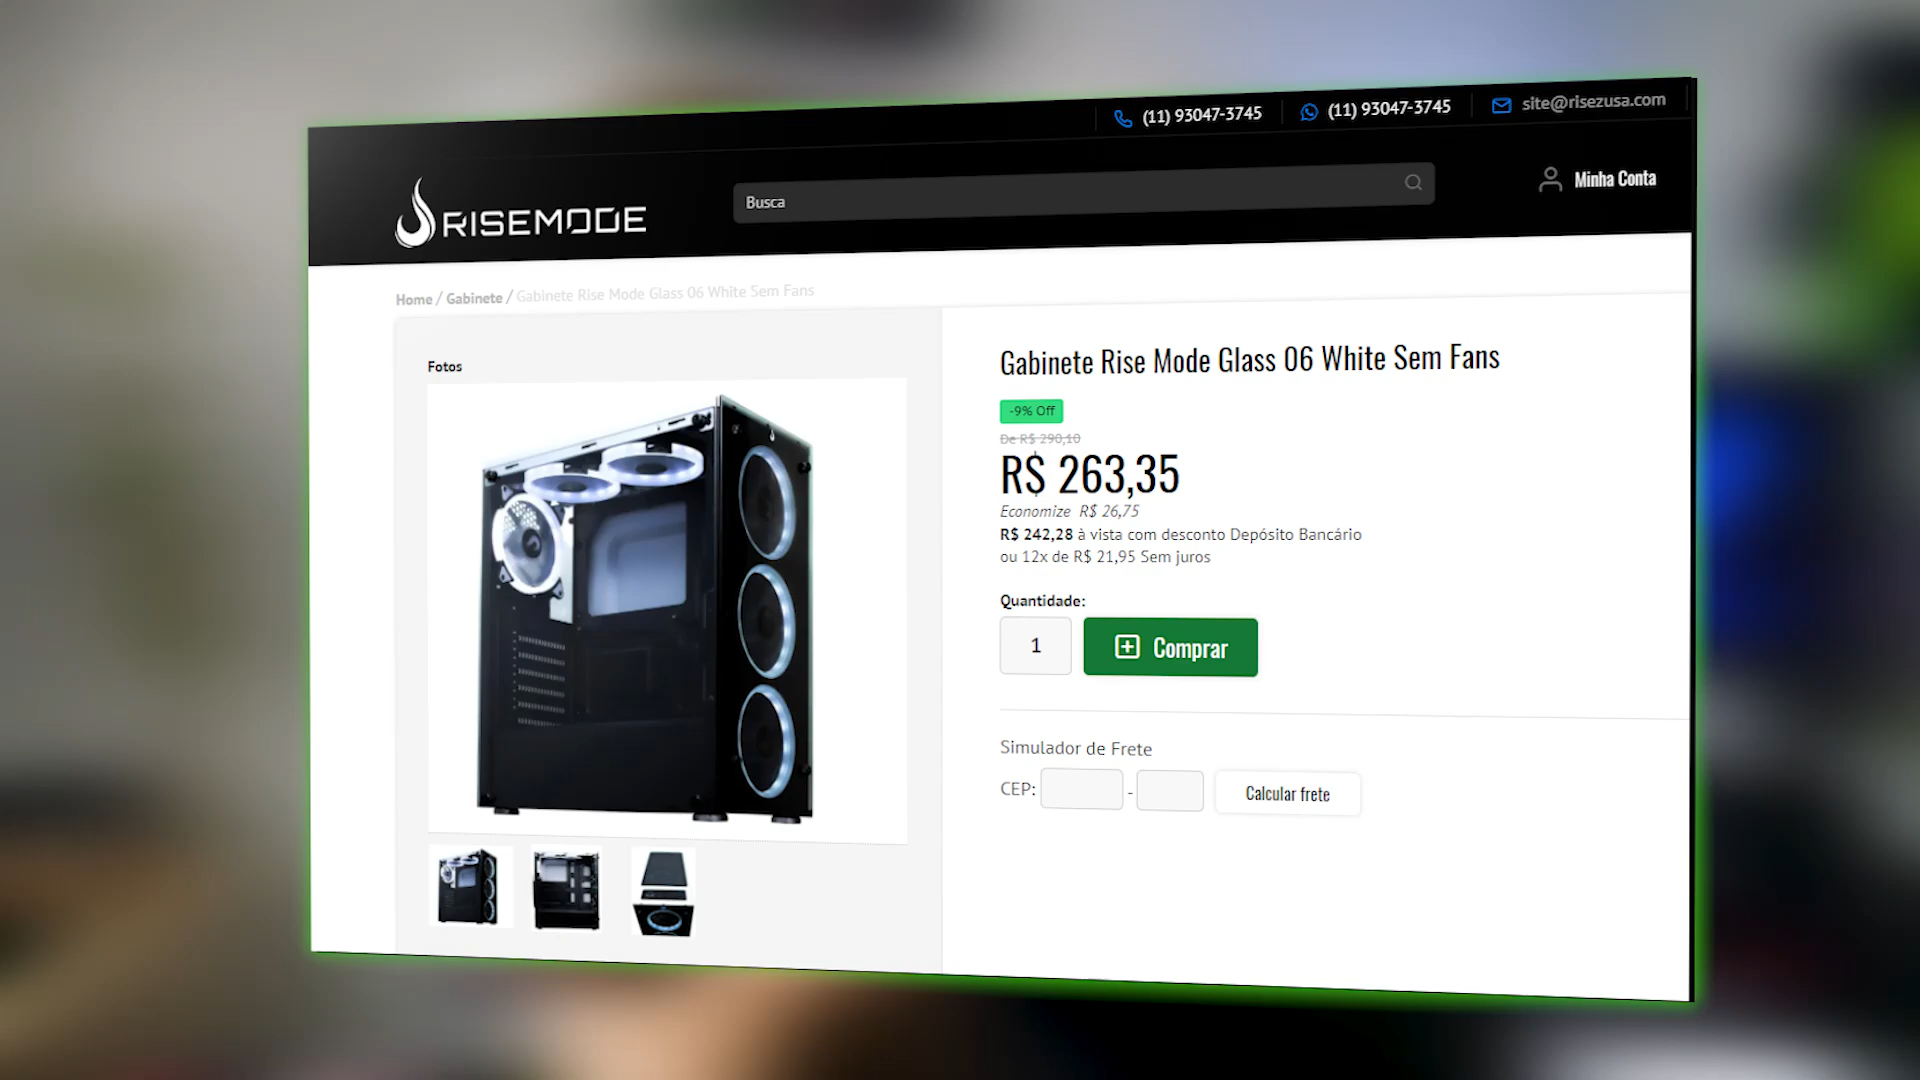 (11) 93047-3745
(11) 93047-3745
site@risezusa.com
RISEMODE
Busca
Minha Conta
Home / Gabinete / Gabinete Rise Mode Glass 06 White Sem Fans
Fotos
Gabinete Rise Mode Glass 06 White Sem Fans
-9% Off
De R$ 290,10
R$ 263,35
Economize R$ 26,75
R$ 242,28 à vista com desconto Depósito Bancário
ou 12x de R$ 21,95 Sem juros
Quantidade:
1
Comprar
Simulador de Frete
CEP:
-
Calcular frete